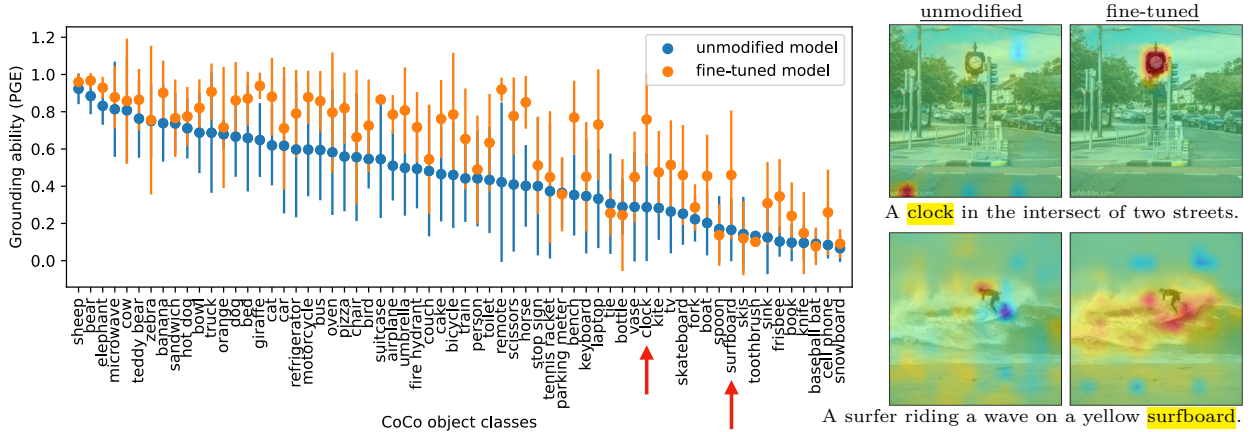 Grounding ability (PGE)
1.2
1.0
0.8
0.6
0.4
0.2
0.0
unmodified model
fine-tuned model
sheep
bear
elephant
microwave
cow
teddy bear
zebra
banana
sandwich
hot dog
bowl
truck
orange
dog
bed
giraffe
cat
car
refrigerator
motorcycle
bus
oven
pizza
chair
bird
suitcase
airplane
umbrella
fire hydrant
couch
cake
bicycle
train
person
toilet
remote
scissors
horse
stop sign
tennis racket
parking meter
bench
keyboard
laptop
tie
bottle
vase
clock
kite
tv
skateboard
fork
boat
spoon
surfboard
skis
toothbrush
sink
frisbee
book
knife
baseball bat
cell phone
snowboard
CoCo object classes
unmodified
fine-tuned
A clock in the intersect of two streets.
A surfer riding a wave on a yellow surfboard.